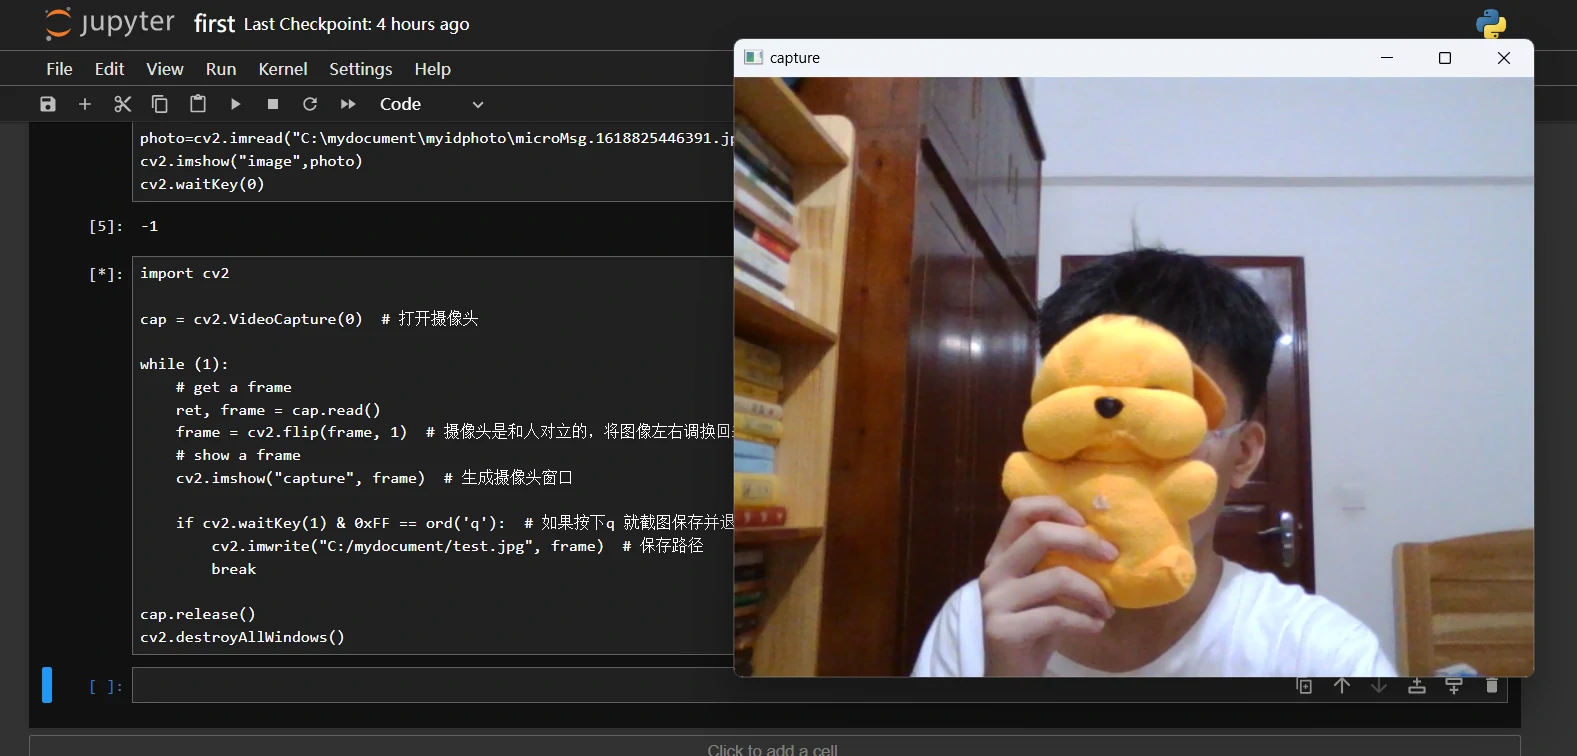 jupyter first Last Checkpoint: 4 hours ago
capture
File Edit View Run Kernel Settings Help
Code
photo=cv2.imread("C:\mydocument\myidphoto\microMsg.1618825446391.jp
cv2.imshow("image",photo)
cv2.waitKey(0)
[5]: -1
[*]: import cv2
cap = cv2.VideoCapture(0)  # 打开摄像头
while (1):
# get a frame
ret, frame = cap.read()
frame = cv2.flip(frame, 1)  # 摄像头是和人对立的，将图像左右调换回
# show a frame
cv2.imshow("capture", frame)  # 生成摄像头窗口
if cv2.waitKey(1) & 0xFF == ord('q'):  # 如果按下q 就截图保存并退
cv2.imwrite("C:/mydocument/test.jpg", frame)  # 保存路径
break
cap.release()
cv2.destroyAllWindows()
[ ]:
Click to add a cell